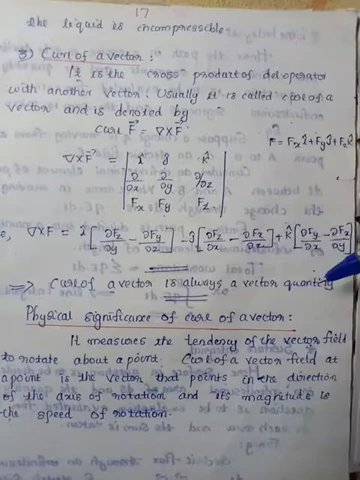 17
the liquid is encompressible.
3) Curl of a vector:
It is the cross product of del operator
with another vector. Usually it is called curl of a
vector and is denoted by
Curl F = ∇×F
F = Fx î + Fy ĵ + Fz k̂
∇×F = | î ĵ k̂ |
| ∂/∂x ∂/∂y ∂/∂z |
| Fx Fy Fz |
∇×F = î[∂Fz/∂y − ∂Fy/∂z] − ĵ[∂Fz/∂x − ∂Fx/∂z] + k̂[∂Fy/∂x − ∂Fx/∂y]
=> Curl of a vector is always a vector quantity
Physical significance of curl of a vector:
It measures the tendency of the vector field
to rotate about a point. Curl of a vector field at
a point is the vector that points in the direction
of the axis of rotation and its magnitude is
the speed of rotation.